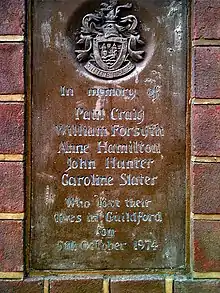 In memory of
Paul Craig
William Forsyth
Anne Hamilton
John Hunter
Caroline Slater
Who lost their
lives in Guildford
on
5th October 1974